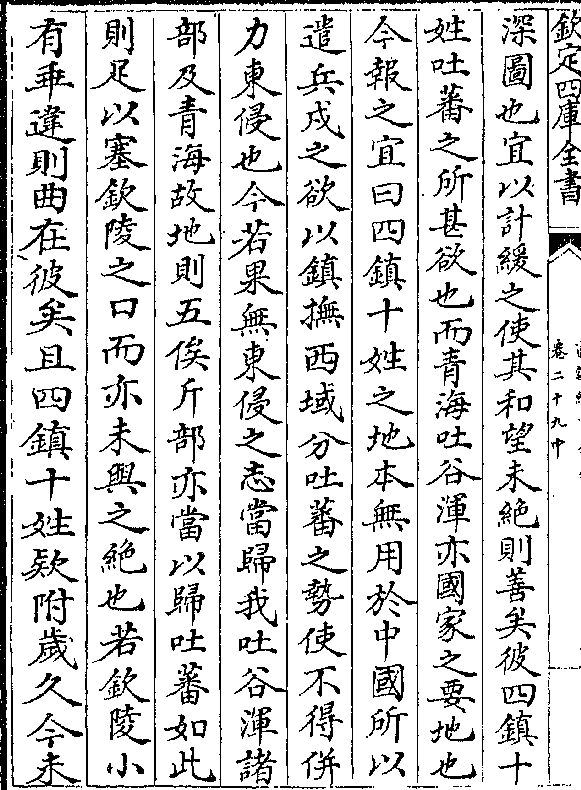 欽定四庫全書
卷二十九中
深圖也宜以計緩之使其和望未絶則善矣彼四鎮十
姓吐蕃之所甚欲也而青海吐谷渾亦國家之要地也
今報之宜曰四鎮十姓之地本無用於中國所以
遣兵戍之欲以鎮撫西域分吐蕃之勢使不得併
力東侵也今若果無東侵之志當歸我吐谷渾諸
部及青海故地則五俟斤部亦當以歸吐蕃如此
則足以塞欽陵之口而亦未與之絶也若欽陵小
有乖違則曲在彼矣且四鎮十姓欵附歲久今未